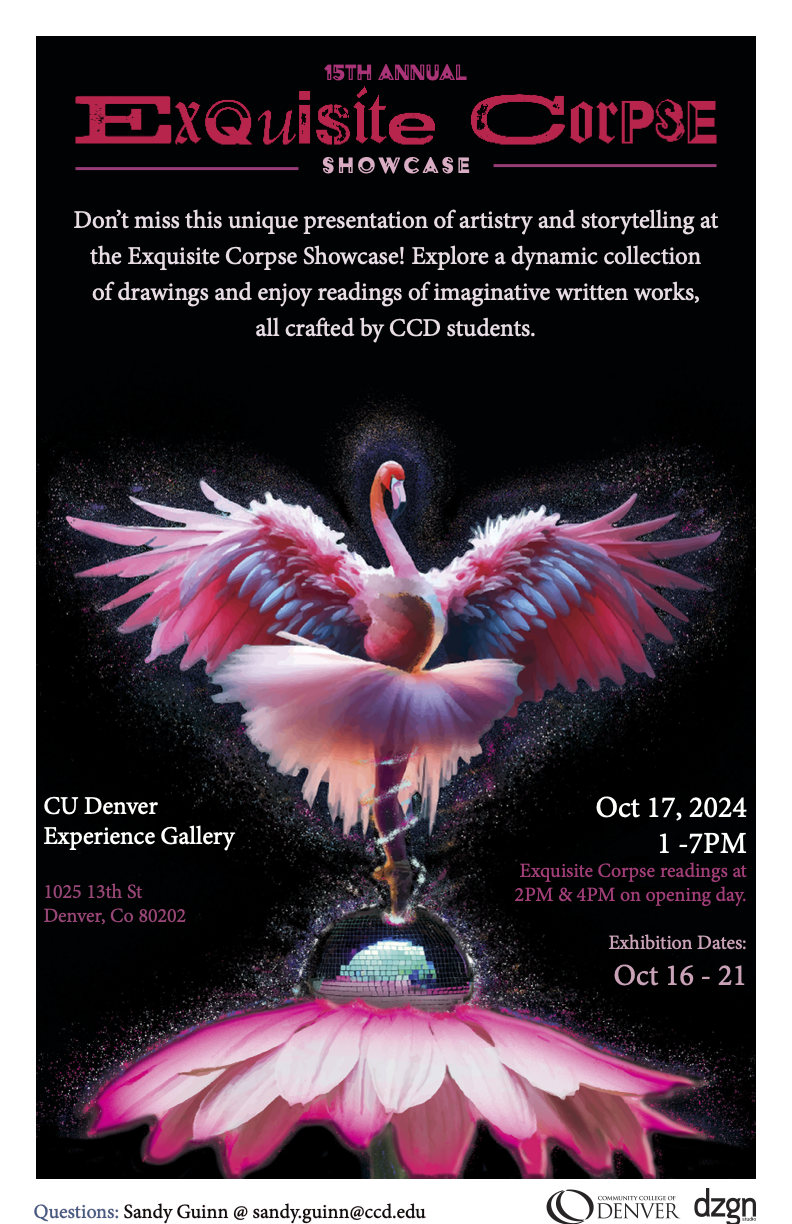 15TH ANNUAL
Exquisíte Corpse
SHOWCASE
Don't miss this unique presentation of artistry and storytelling at
the Exquisite Corpse Showcase! Explore a dynamic collection
of drawings and enjoy readings of imaginative written works,
all crafted by CCD students.
CU Denver
Experience Gallery
1025 13th St
Denver, Co 80202
Oct 17, 2024
1 -7PM
Exquisite Corpse readings at
2PM & 4PM on opening day.
Exhibition Dates:
Oct 16 - 21
Questions: Sandy Guinn @ sandy.guinn@ccd.edu
COMMUNITY COLLEGE OF
DENVER
dzgn
studio